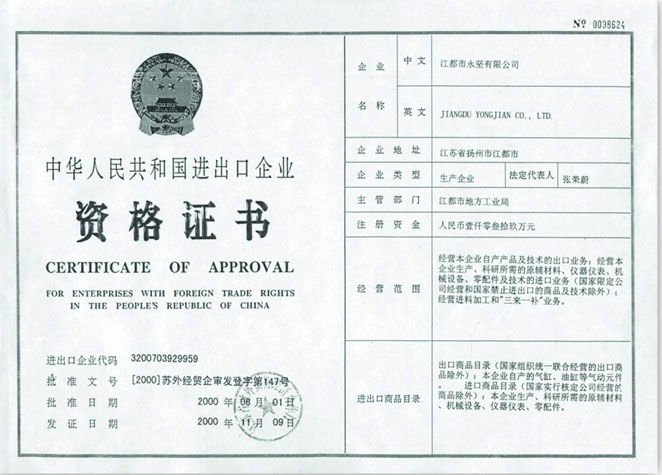 Nº 0038624
中华人民共和国进出口企业
资格证书
CERTIFICATE OF APPROVAL
FOR ENTERPRISES WITH FOREIGN TRADE RIGHTS
IN THE PEOPLE'S REPUBLIC OF CHINA
进出口企业代码 3200703929959
批准文号 [2000]苏外经贸企审发登字第147号
批准日期 2000 年 08 月 01 日
发证日期 2000 年 11 月 09 日
企业名称 中文 江都市永坚有限公司
英文 JIANGDU YONGJIAN CO., LTD.
企业地址 江苏省扬州市江都市
企业类型 生产企业 法定代表人 张荣蔚
主管部门 江都市地方工业局
注册资金 人民币壹仟零叁拾玖万元
经营范围
经营本企业自产产品及技术的出口业务；经营本
企业生产、科研所需的原辅材料、仪器仪表、机
械设备、零配件及技术的进口业务（国家限定公
司经营和国家禁止进出口的商品及技术除外）；
经营进料加工和"三来一补"业务。
进出口商品目录
出口商品目录（国家组织统一联合经营的出口商
品除外）：本企业自产的气缸、油缸等气动元件
。 进口商品目录（国家实行核定公司经营的
商品除外）：本企业生产、科研所需的原辅材料
、机械设备、仪器仪表、零配件。